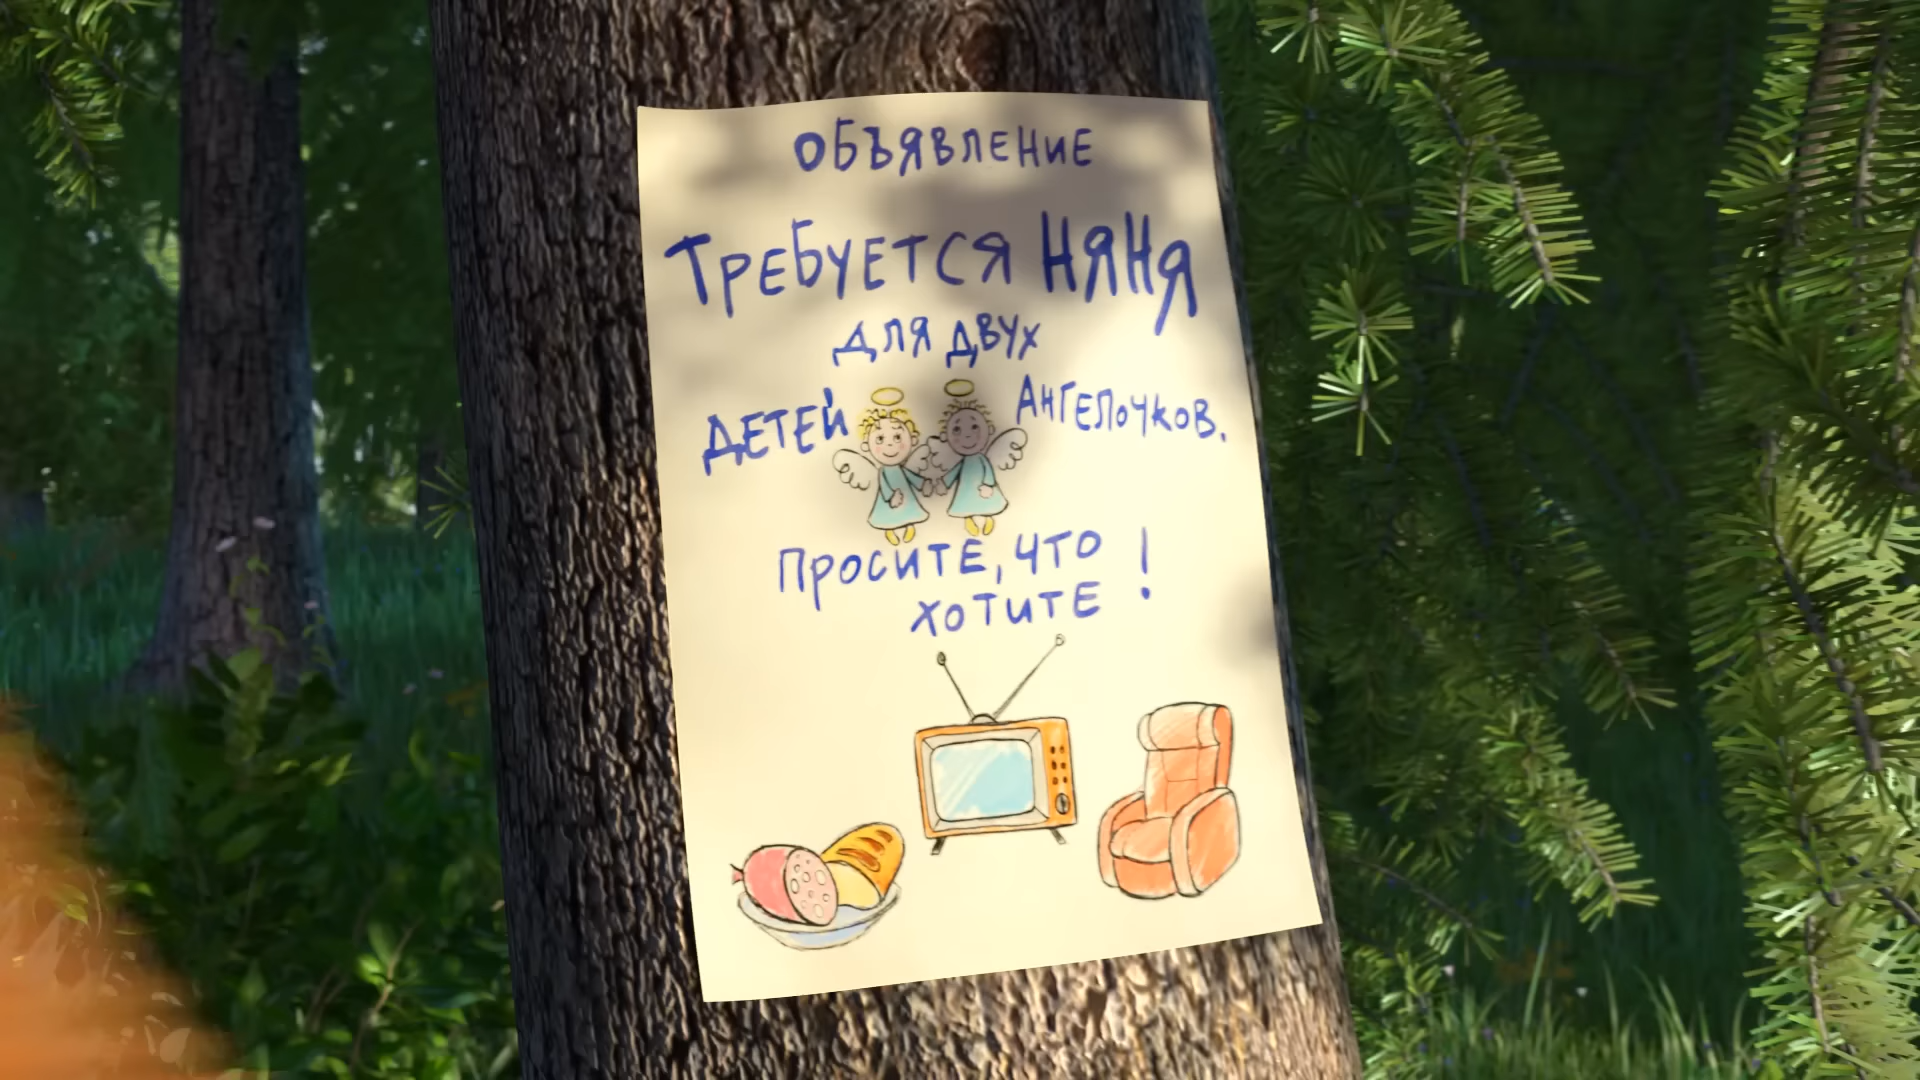 ОБЪЯВЛЕНИЕ
ТРЕБУЕТСЯ НЯНЯ
ДЛЯ ДВУХ
ДЕТЕЙ АНГЕЛОЧКОВ.
ПРОСИТЕ, ЧТО
ХОТИТЕ!